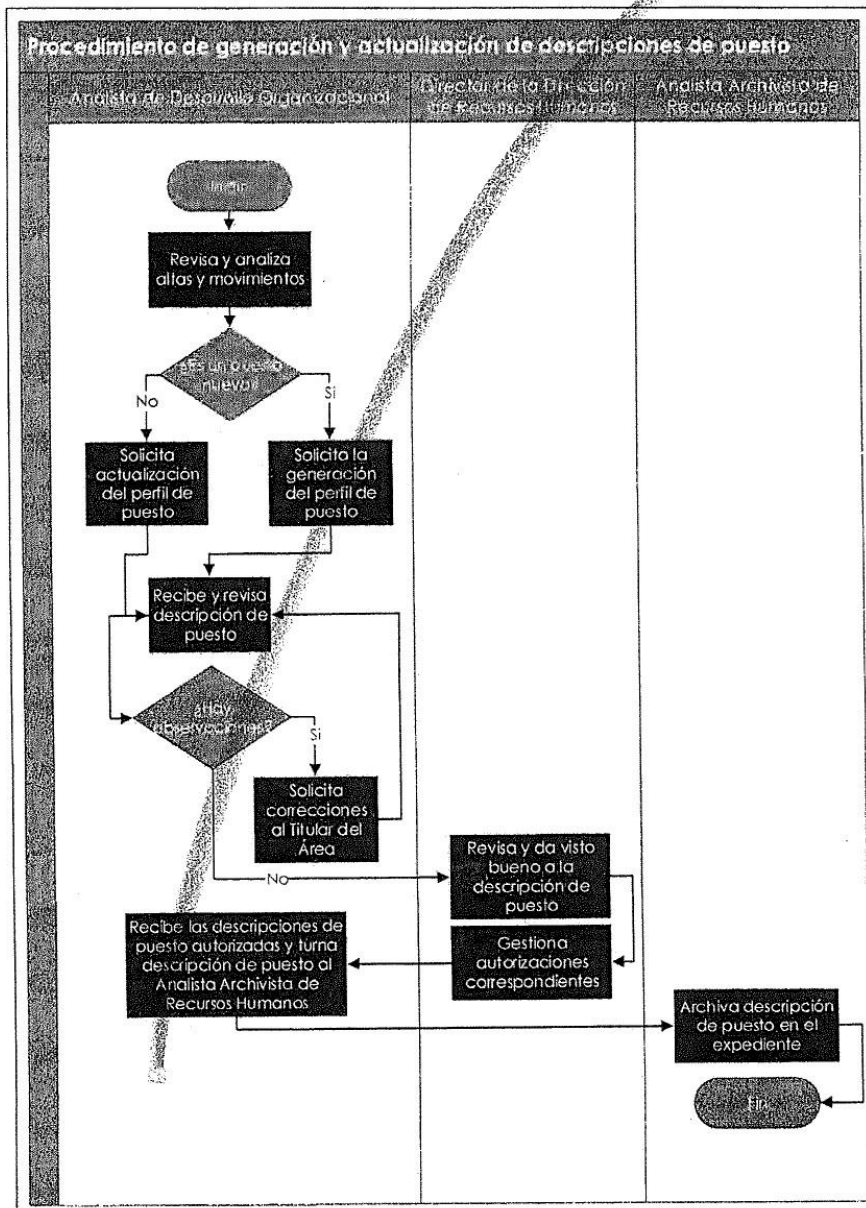 Procedimiento de generación y actualización de descripciones de puesto
Analista de Desarrollo Organizacional
Director de la Dirección
de Recursos Humanos
Analista Archivista de
Recursos Humanos
Revisa y analiza
altas y movimientos
¿Es un puesto
nuevo?
No
Si
Solicita
actualización
del perfil de
puesto
Solicita la
generación
del perfil de
puesto
Recibe y revisa
descripción de
puesto
¿Hay
observaciones?
Si
Solicita
correcciones
al Titular del
Área
No
Revisa y da visto
bueno a la
descripción de
puesto
Gestiona
autorizaciones
correspondientes
Recibe las descripciones de
puesto autorizadas y turna
descripción de puesto al
Analista Archivista de
Recursos Humanos
Archiva descripción
de puesto en el
expediente
Fin